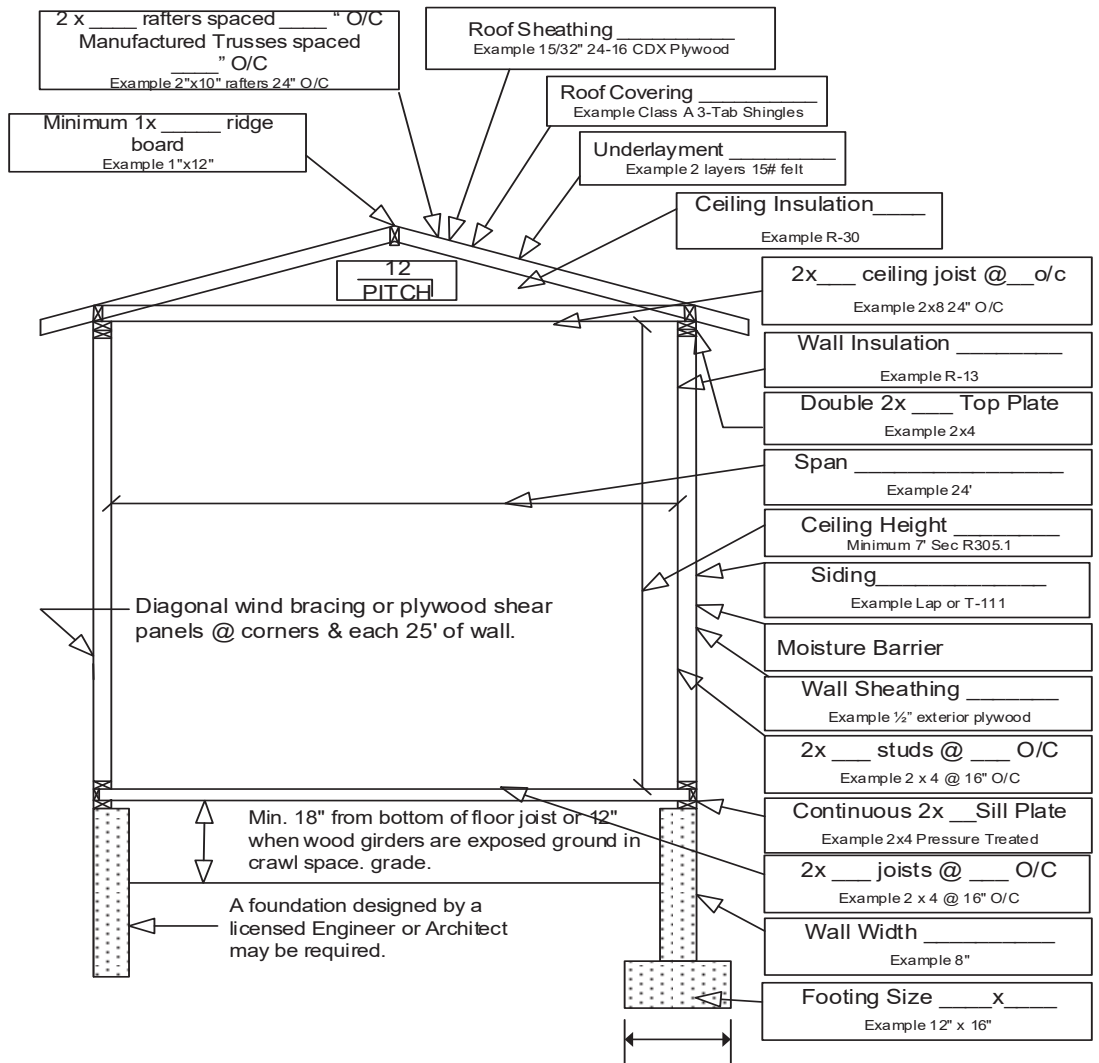 2 x ____ rafters spaced ____ " O/C
Manufactured Trusses spaced
____" O/C
Example 2"x10" rafters 24" O/C
Roof Sheathing __________
Example 15/32" 24-16 CDX Plywood
Roof Covering __________
Example Class A 3-Tab Shingles
Minimum 1x _____ ridge
board
Example 1"x12"
Underlayment _________
Example 2 layers 15# felt
Ceiling Insulation____
Example R-30
12
PITCH
2x___ ceiling joist @__o/c
Example 2x8 24" O/C
Wall Insulation ________
Example R-13
Double 2x ___ Top Plate
Example 2x4
Span ________________
Example 24'
Ceiling Height ________
Minimum 7' Sec R305.1
Siding_____________
Example Lap or T-111
Diagonal wind bracing or plywood shear
panels @ corners & each 25' of wall.
Moisture Barrier
Wall Sheathing _______
Example ½" exterior plywood
2x ___ studs @ ___ O/C
Example 2 x 4 @ 16" O/C
Min. 18" from bottom of floor joist or 12"
when wood girders are exposed ground in
crawl space. grade.
Continuous 2x __Sill Plate
Example 2x4 Pressure Treated
2x ___ joists @ ___ O/C
Example 2 x 4 @ 16" O/C
A foundation designed by a
licensed Engineer or Architect
may be required.
Wall Width __________
Example 8"
Footing Size ____x____
Example 12" x 16"